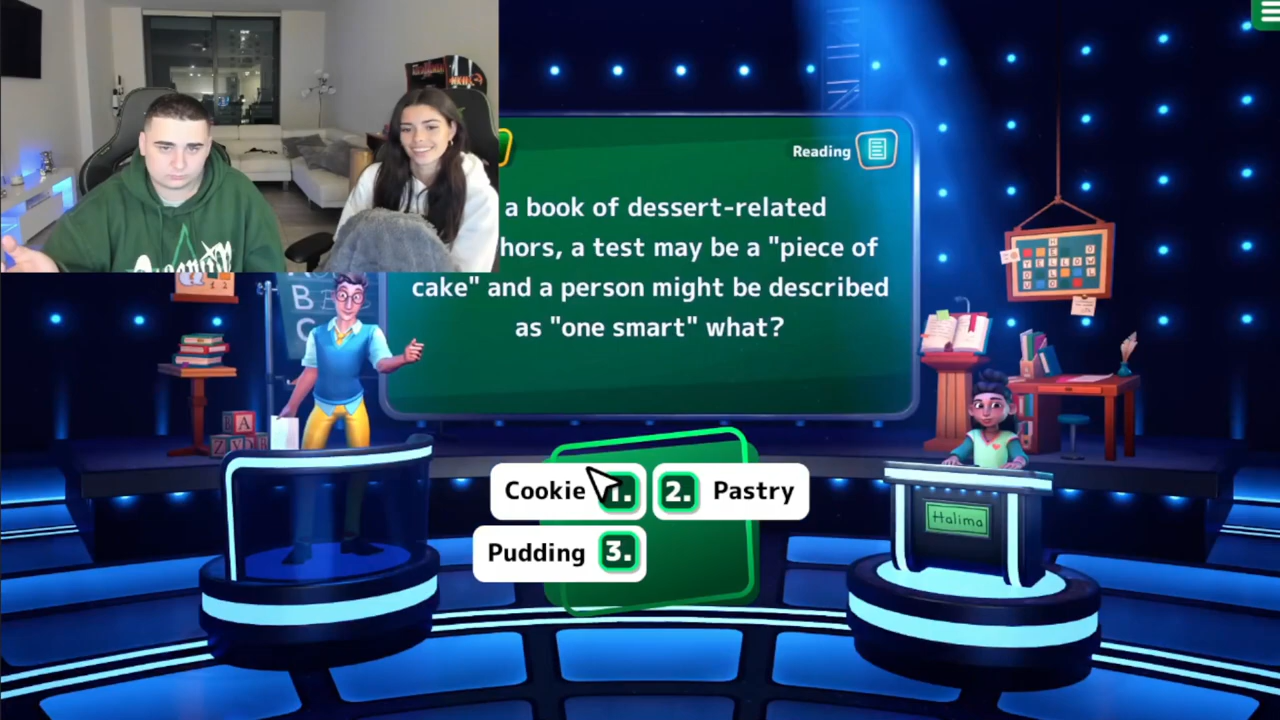 Reading
a book of dessert-related
hors, a test may be a "piece of
cake" and a person might be described
as "one smart" what?
Cookie 1.
2. Pastry
Pudding 3.
Halima
B
A